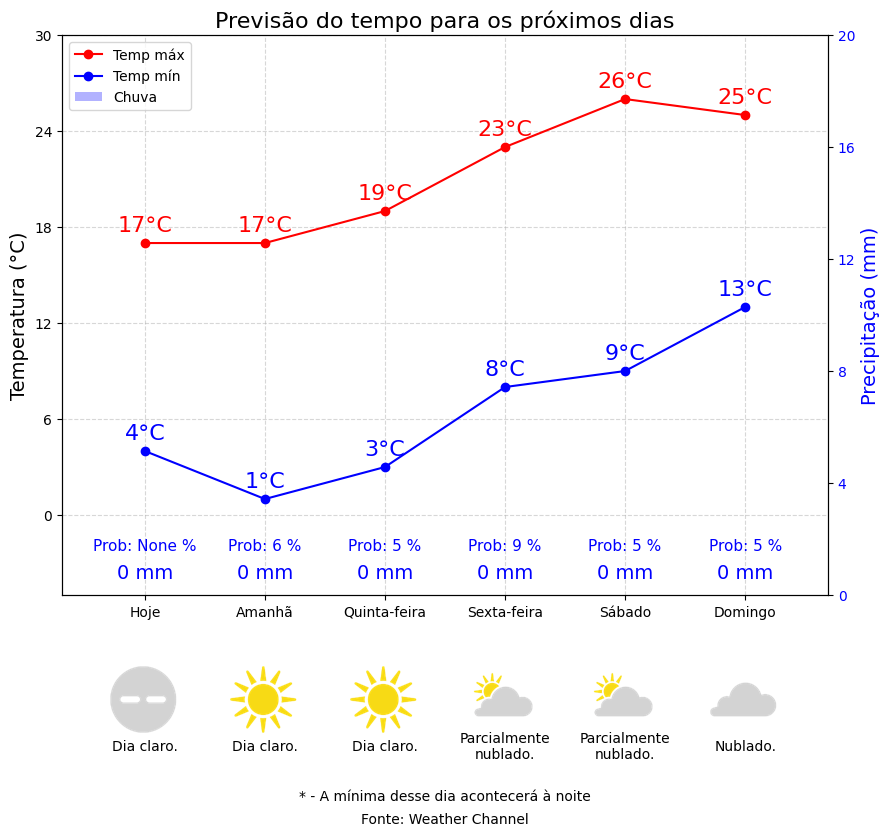 Previsão do tempo para os próximos dias
30
24
18
12
6
0
Temperatura (°C)
20
16
12
8
4
0
Precipitação (mm)
Temp máx
Temp mín
Chuva
17°C 17°C 19°C 23°C 26°C 25°C
4°C 1°C 3°C 8°C 9°C 13°C
Prob: None % Prob: 6 % Prob: 5 % Prob: 9 % Prob: 5 % Prob: 5 %
0 mm 0 mm 0 mm 0 mm 0 mm 0 mm
Hoje Amanhã Quinta-feira Sexta-feira Sábado Domingo
Dia claro. Dia claro. Dia claro. Parcialmente nublado. Parcialmente nublado. Nublado.
* - A mínima desse dia acontecerá à noite
Fonte: Weather Channel